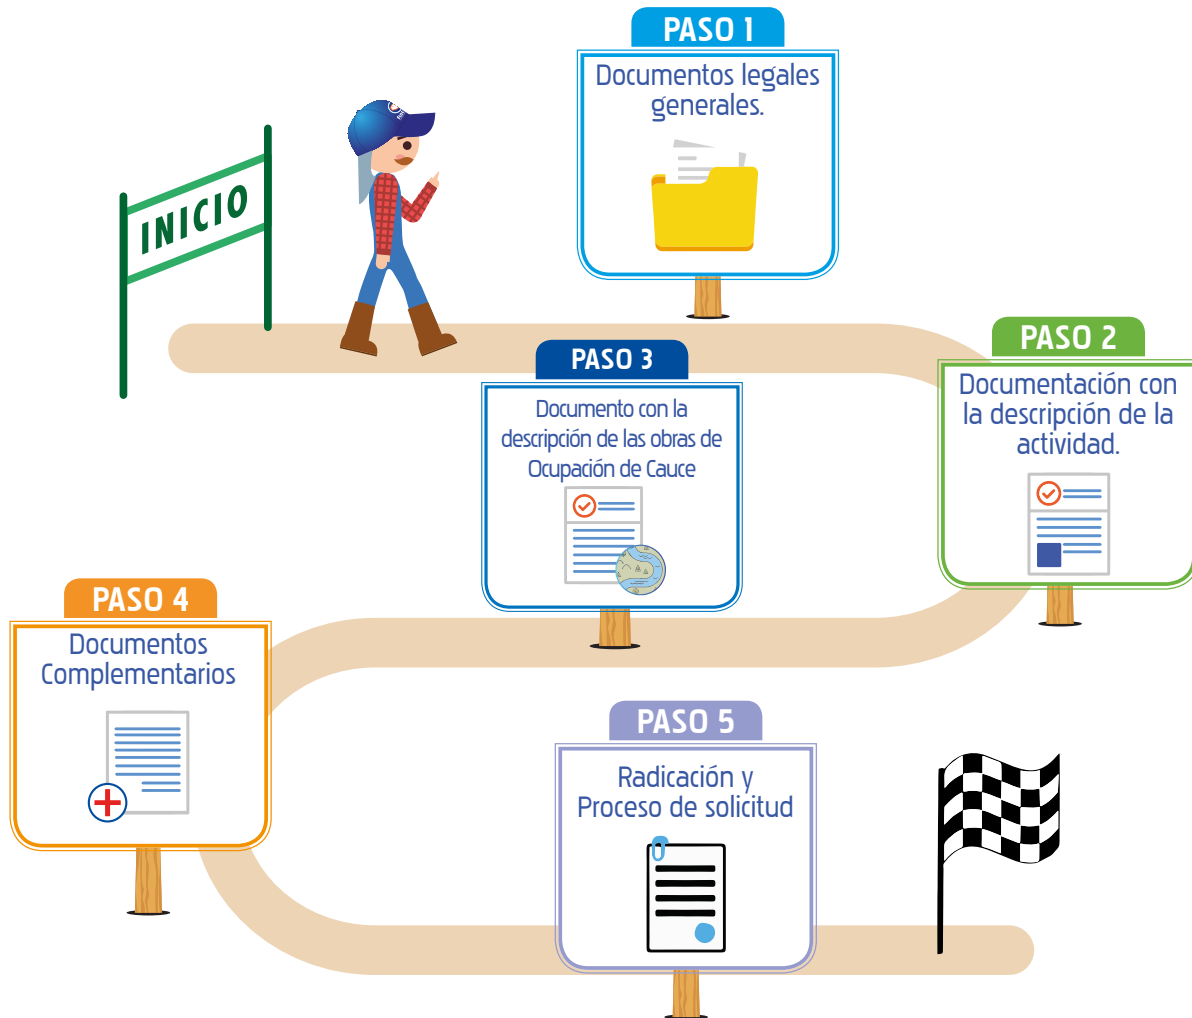 PASO 1
Documentos legales
generales.
INICIO
PASO 2
Documentación con
la descripción de la
actividad.
PASO 3
Documento con la
descripción de las obras de
Ocupación de Cauce
PASO 4
Documentos
Complementarios
PASO 5
Radicación y
Proceso de solicitud